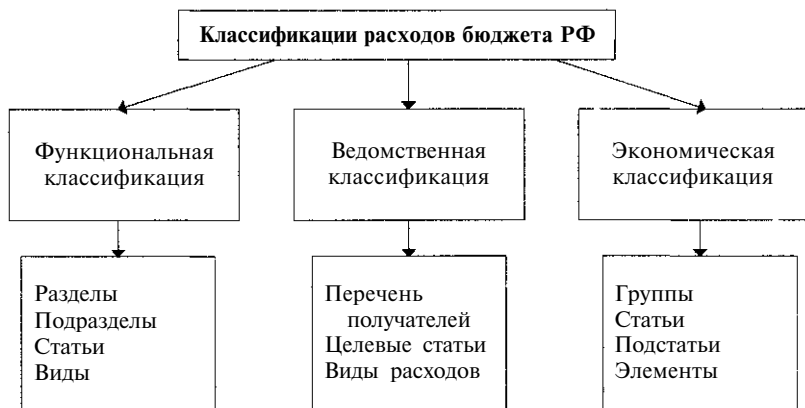 Классификации расходов бюджета РФ
Функциональная
классификация
Ведомственная
классификация
Экономическая
классификация
Разделы
Подразделы
Статьи
Виды
Перечень
получателей
Целевые статьи
Виды расходов
Группы
Статьи
Подстатьи
Элементы